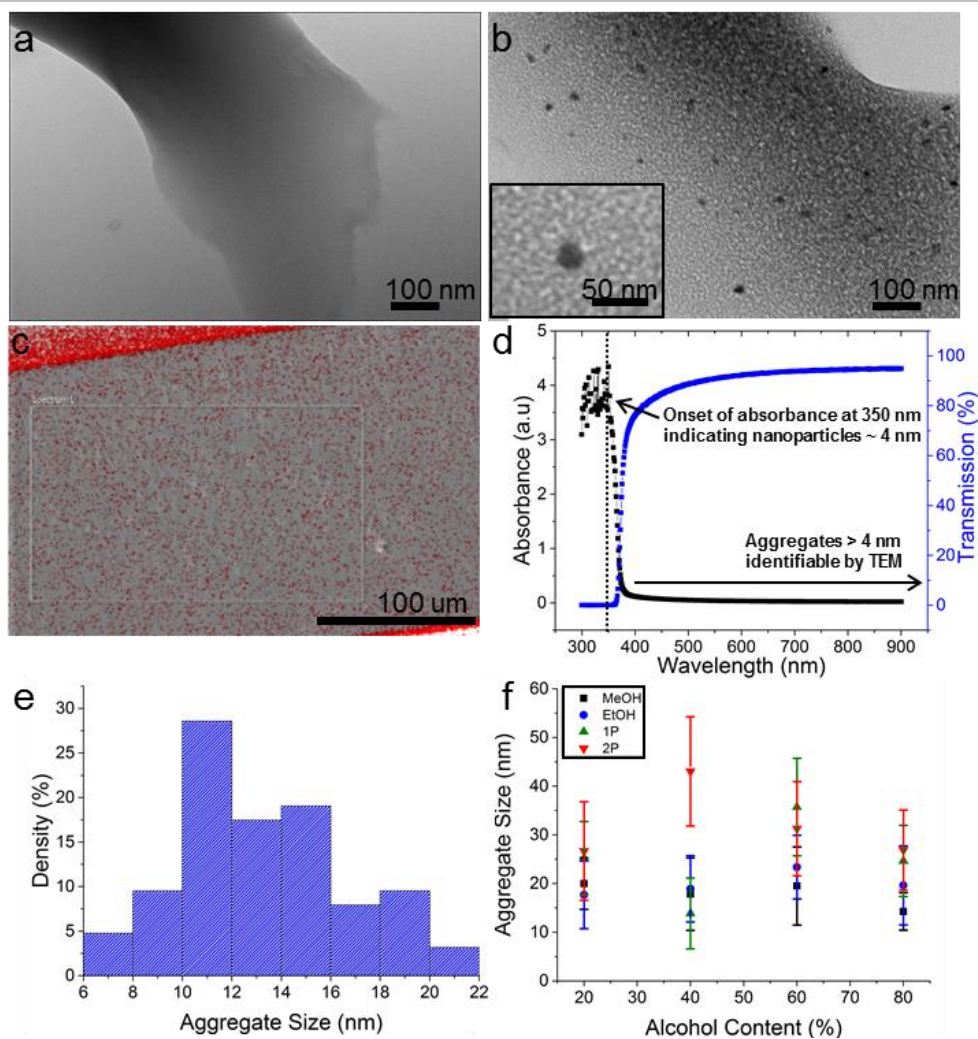 a
100 nm
b
50 nm
100 nm
c
Spectrum 1
100 um
d
5
4
3
2
1
0
Absorbance (a.u)
Onset of absorbance at 350 nm
indicating nanoparticles ~ 4 nm
Aggregates > 4 nm
identifiable by TEM
100
80
60
40
20
0
Transmission (%)
300 400 500 600 700 800 900
Wavelength (nm)
e
30
25
20
15
10
5
0
Density (%)
6 8 10 12 14 16 18 20 22
Aggregate Size (nm)
f
60
50
40
30
20
10
0
Aggregate Size (nm)
MeOH
EtOH
1P
2P
20 30 40 50 60 70 80
Alcohol Content (%)